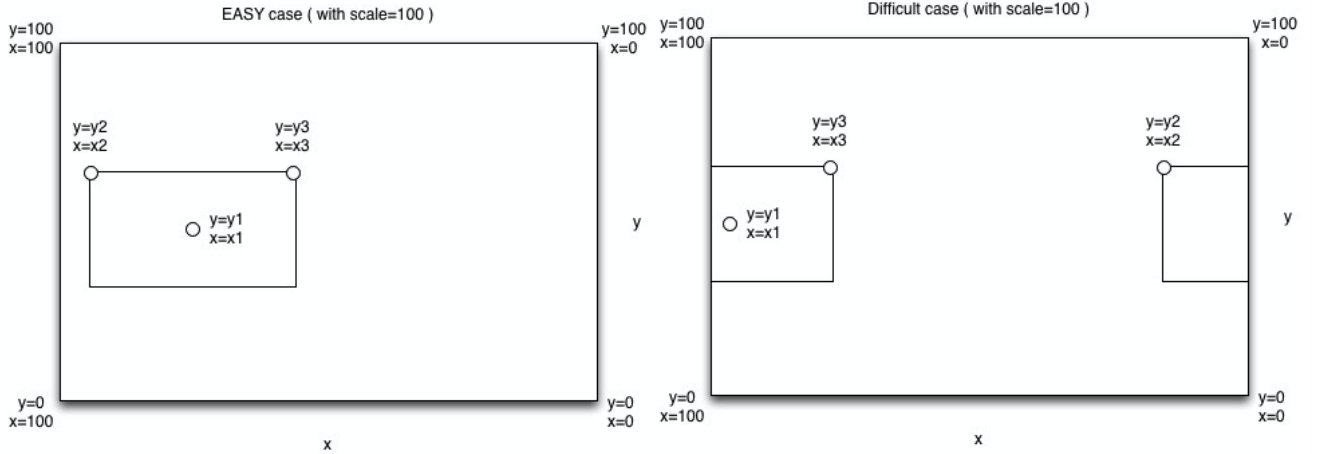 EASY case ( with scale=100 )
y=100
x=100
y=100
x=0
y=y2
x=x2
y=y3
x=x3
y=y1
x=x1
y
y=0
x=100
y=0
x=0
x
Difficult case ( with scale=100 )
y=100
x=100
y=100
x=0
y=y3
x=x3
y=y2
x=x2
y=y1
x=x1
y
y=0
x=100
y=0
x=0
x